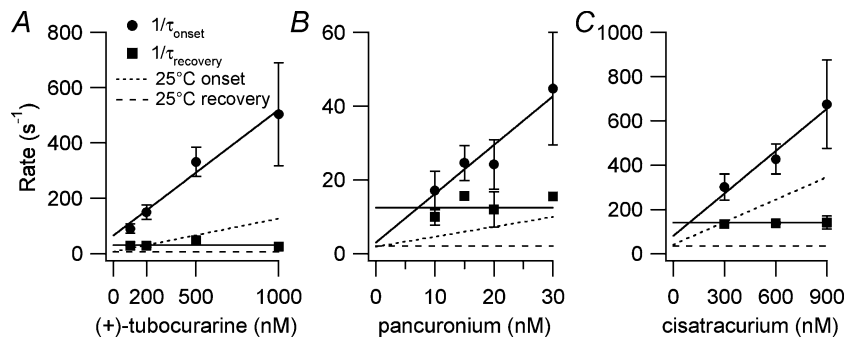 A
1/τonset
1/τrecovery
25°C onset
25°C recovery
Rate (s-1)
800
600
400
200
0
0 200 500 1000
(+)-tubocurarine (nM)
B
60
40
20
0
0 10 20 30
pancuronium (nM)
C
1000
800
600
400
200
0
0 300 600 900
cisatracurium (nM)